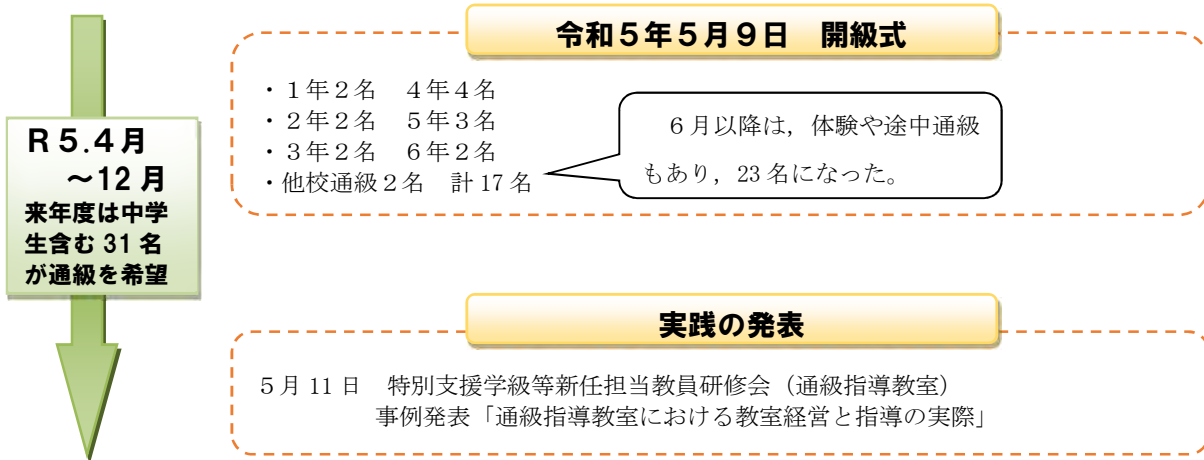 令和５年５月９日　開級式
・１年２名　４年４名
・２年２名　５年３名
・３年２名　６年２名
・他校通級２名　計 17 名
６月以降は，体験や途中通級
もあり，23 名になった。
Ｒ５.４月
～12 月
来年度は中学
生含む 31 名
が通級を希望
実践の発表
５月 11 日　特別支援学級等新任担当教員研修会（通級指導教室）
事例発表「通級指導教室における教室経営と指導の実際」